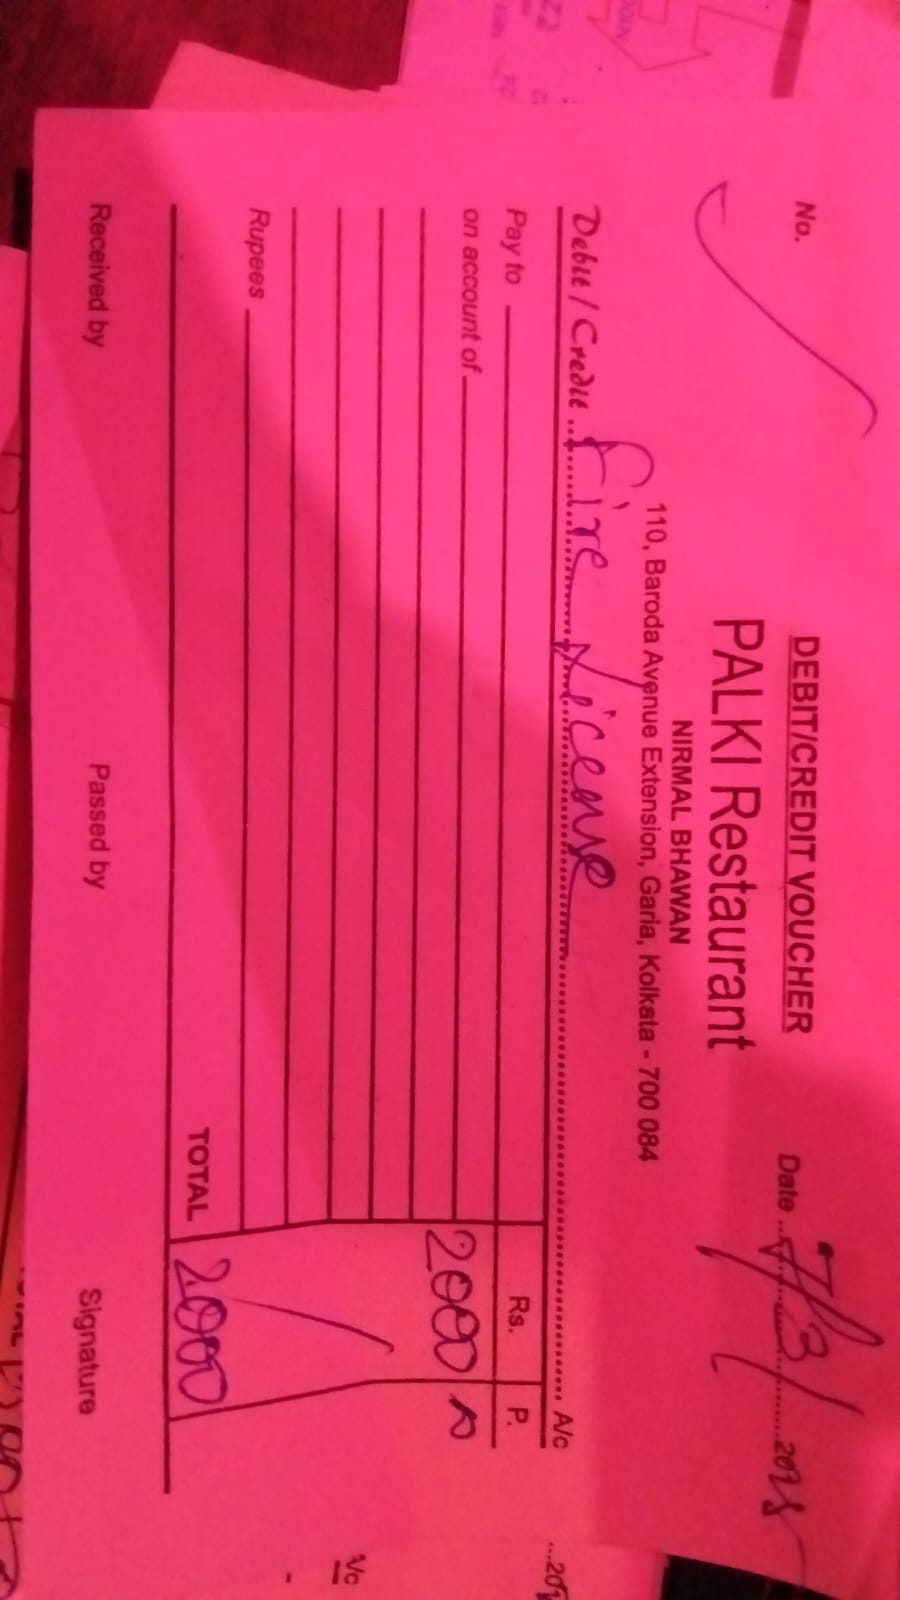 No.
DEBIT/CREDIT VOUCHER
Date ... 7/3/ ...2018
PALKI Restaurant
NIRMAL BHAWAN
110, Baroda Avenue Extension, Garia, Kolkata - 700 084
Debit / Credit ... Fire License ... A/c
Pay to Rs. P.
on account of 2000
Rupees
TOTAL 2000
Received by Passed by Signature